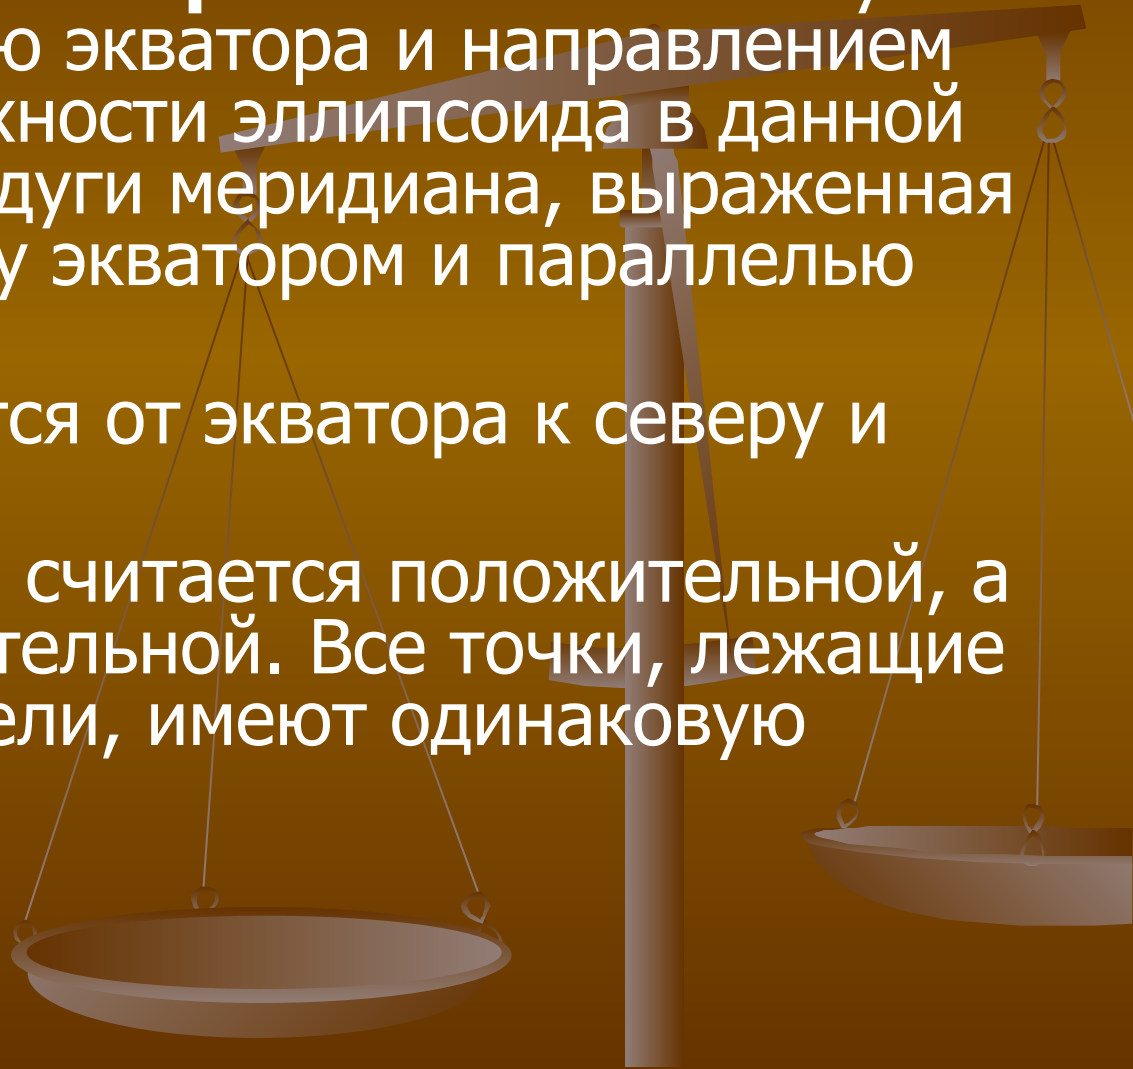 ю экватора и направлением
хности эллипсоида в данной
дуги меридиана, выраженная
у экватором и параллелью
тся от экватора к северу и
считается положительной, а
тельной. Все точки, лежащие
ели, имеют одинаковую